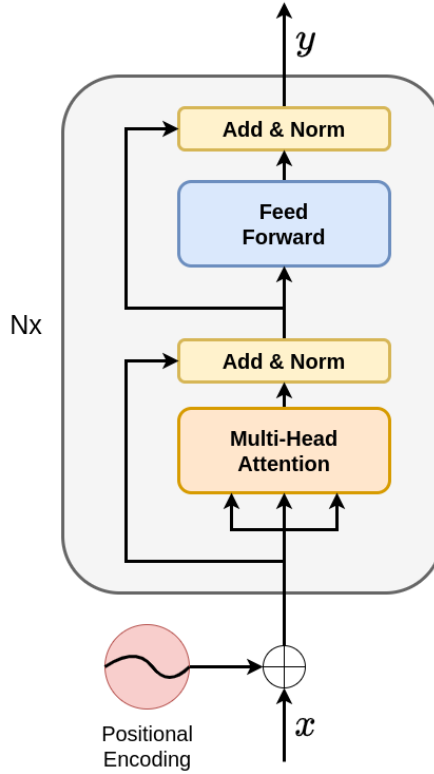 y
Add & Norm
Feed
Forward
Nx
Add & Norm
Multi-Head
Attention
x
Positional
Encoding